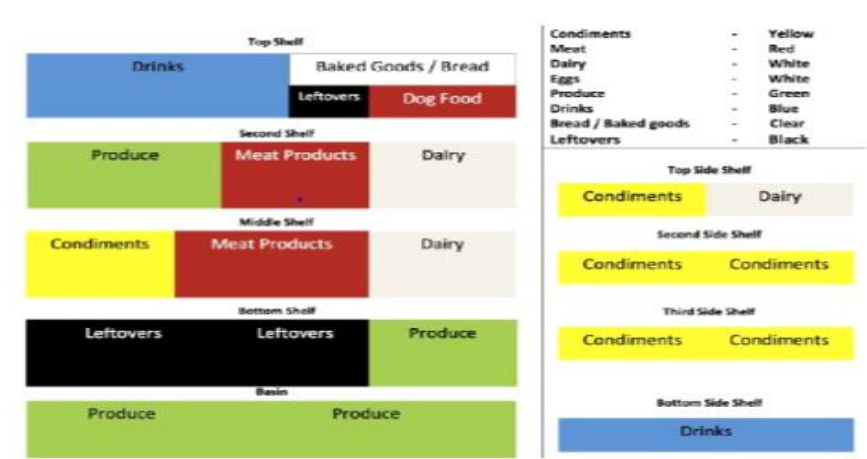 Top Shelf
Drinks Baked Goods / Bread
Leftovers Dog Food
Second Shelf
Produce Meat Products Dairy
Middle Shelf
Condiments Meat Products Dairy
Bottom Shelf
Leftovers Leftovers Produce
Basin
Produce Produce
Condiments - Yellow
Meat - Red
Dairy - White
Eggs - White
Produce - Green
Drinks - Blue
Bread / Baked goods - Clear
Leftovers - Black
Top Side Shelf
Condiments Dairy
Second Side Shelf
Condiments Condiments
Third Side Shelf
Condiments Condiments
Bottom Side Shelf
Drinks